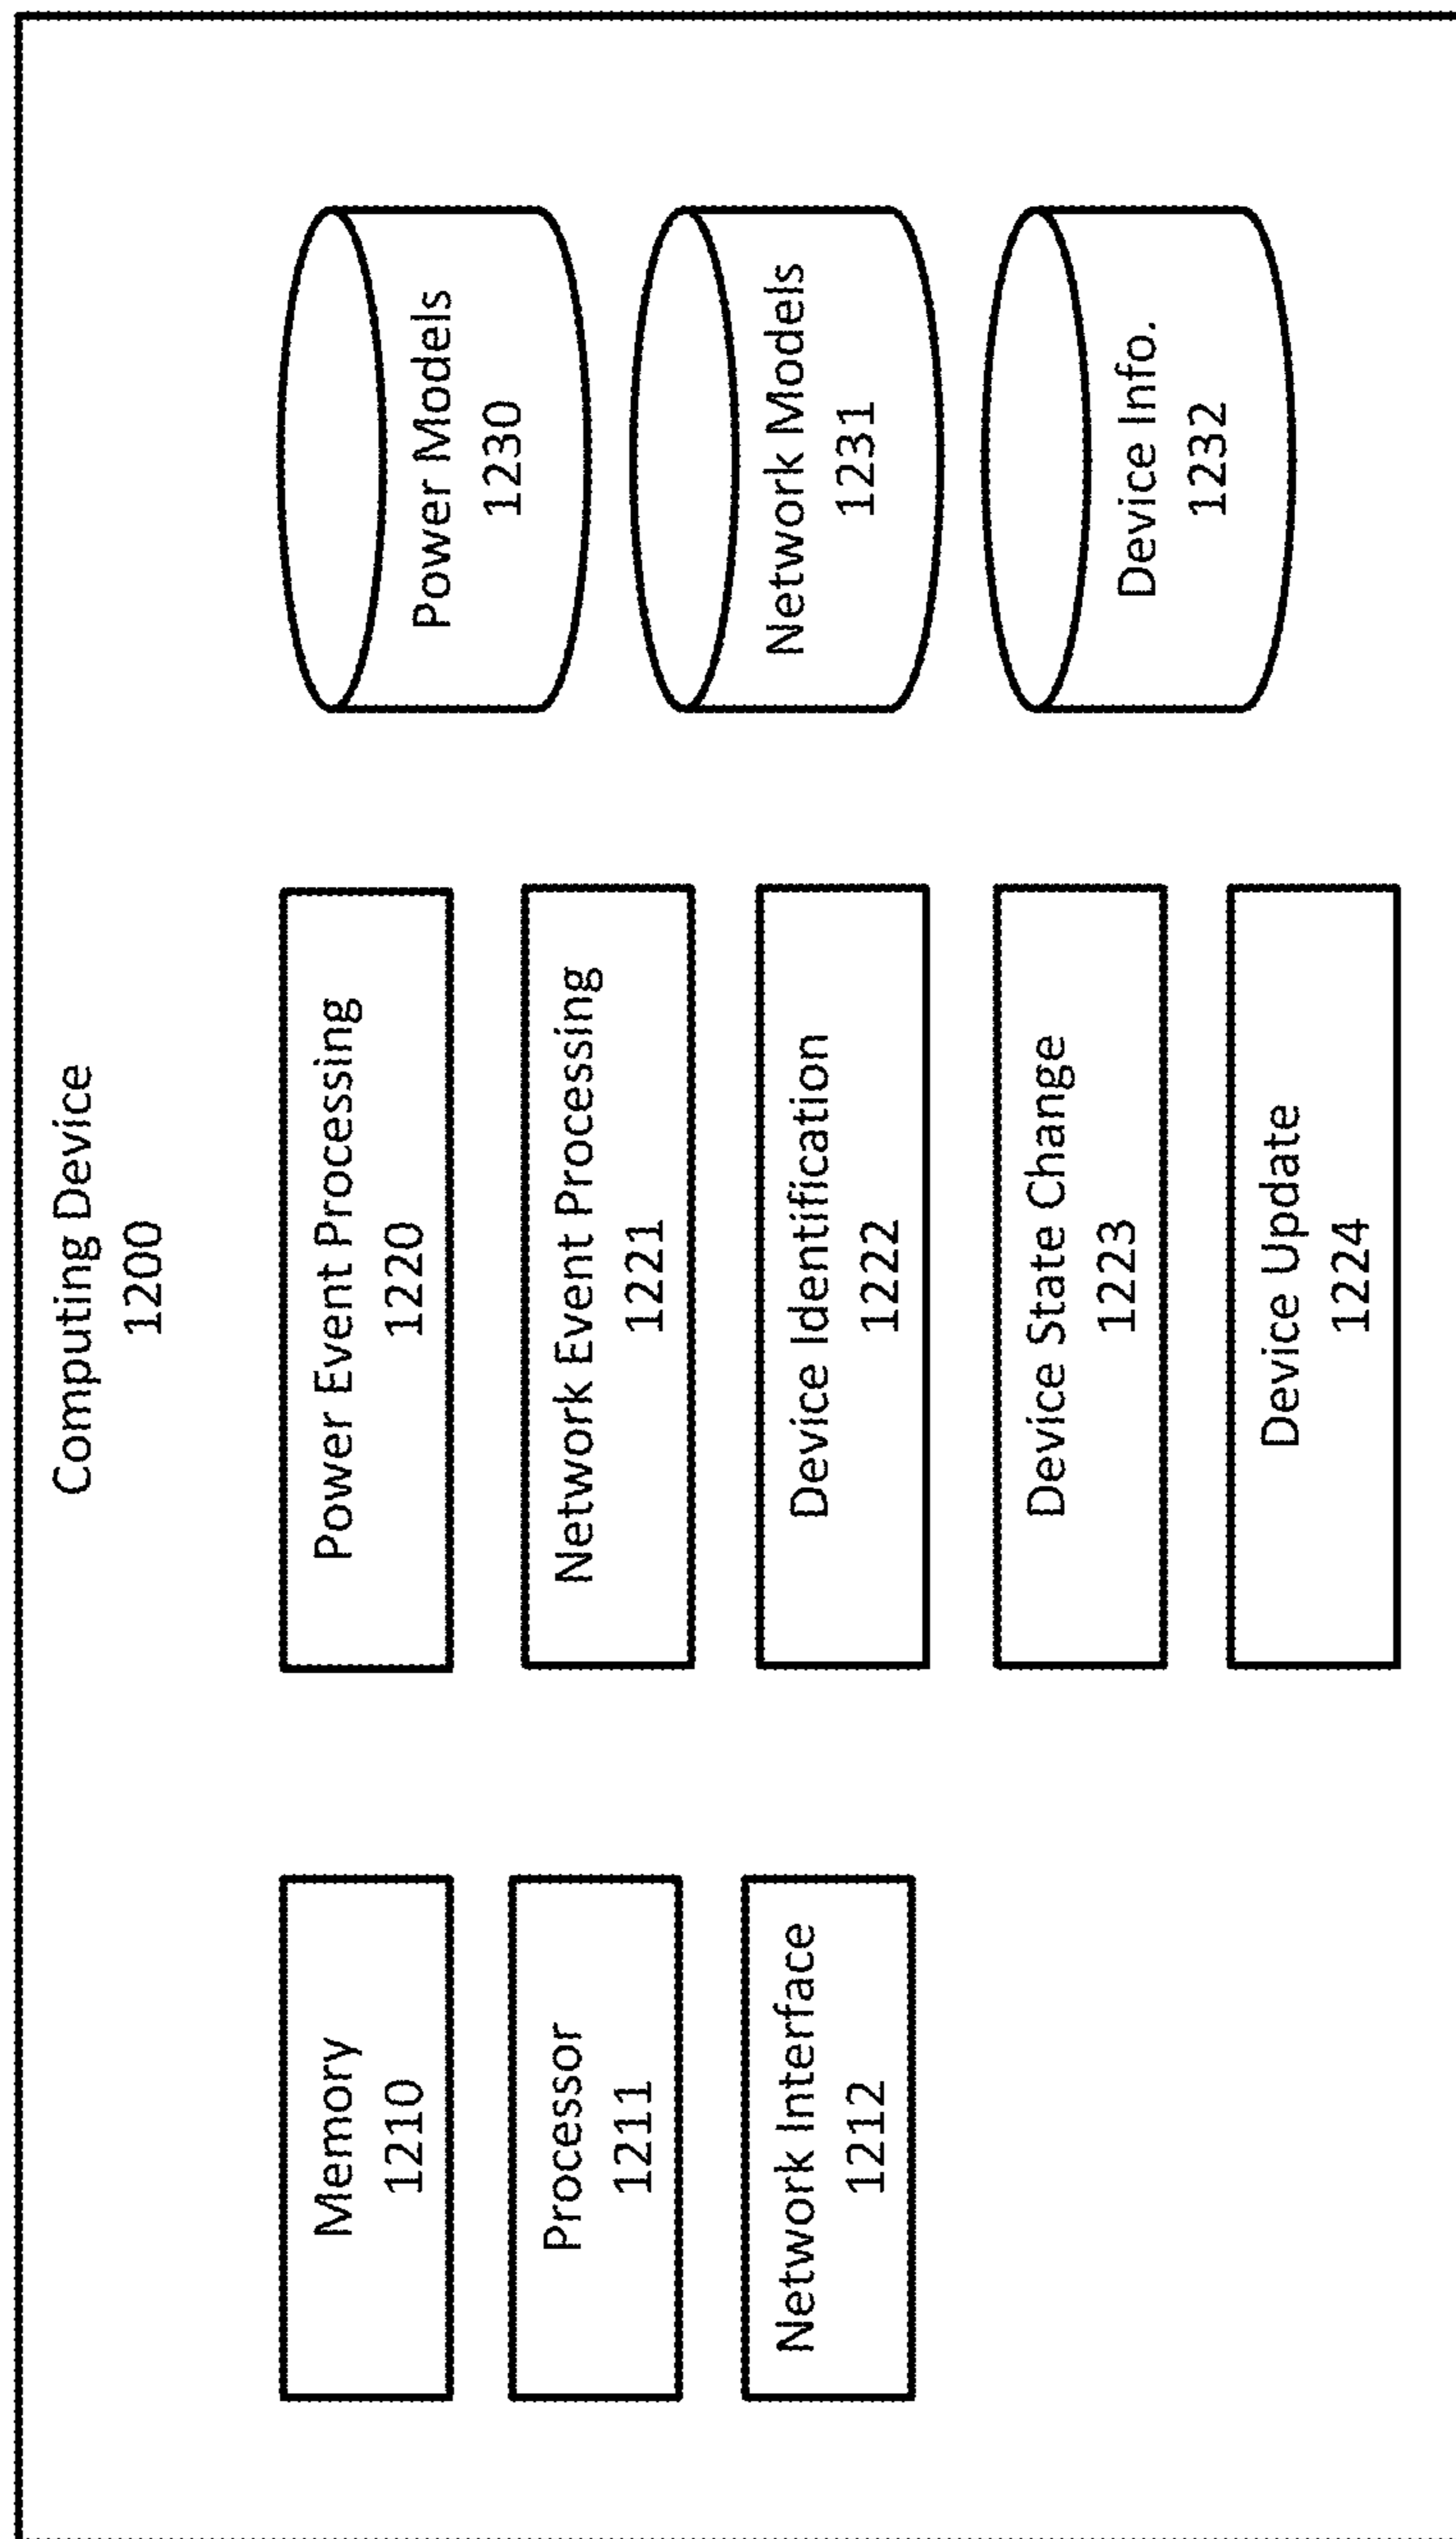 Computing Device
1200
Memory
1210
Processor
1211
Network Interface
1212
Power Event Processing
1220
Network Event Processing
1221
Device Identification
1222
Device State Change
1223
Device Update
1224
Power Models
1230
Network Models
1231
Device Info.
1232